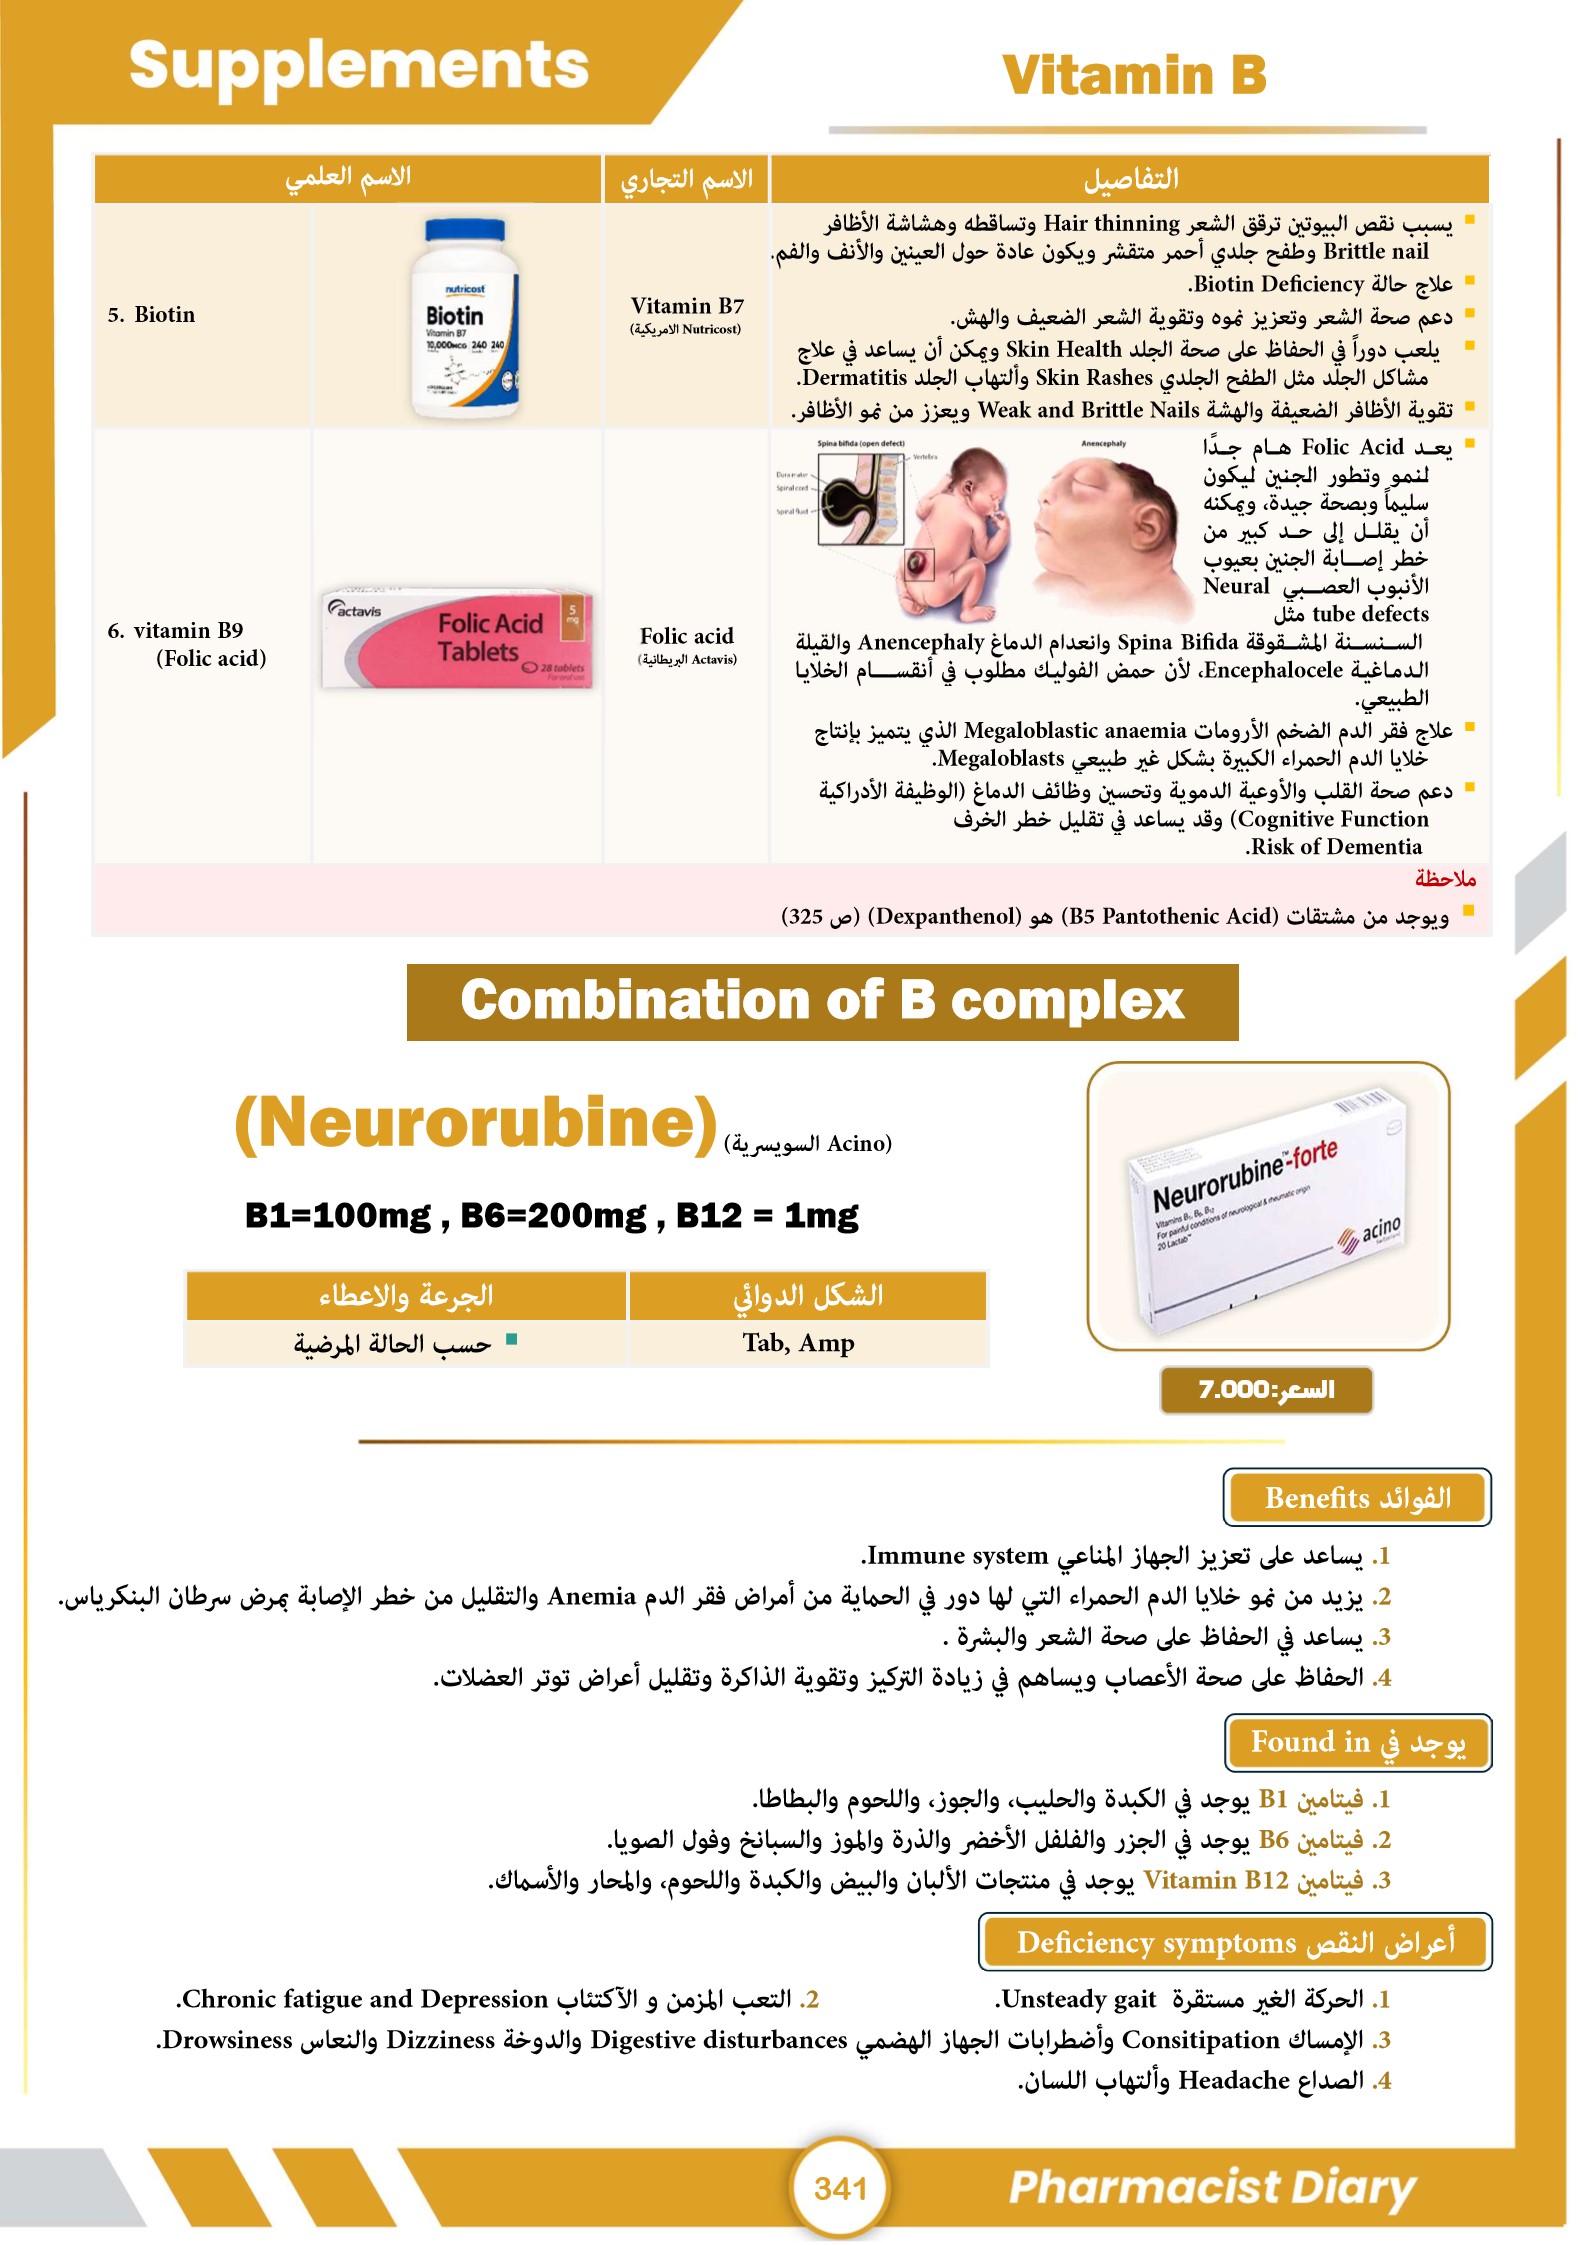 Supplements
Vitamin B
الاسم العلمي
الاسم التجاري
التفاصيل
5. Biotin
nutricost
Biotin
Vitamin B7
10,000MCG 240 240
Vitamin B7
(Nutricost الامريكية)
يسبب نقص البيوتين ترقق الشعر Hair thinning وتساقطه وهشاشة الأظافر
Brittle nail وطفح جلدي أحمر متقشر ويكون عادة حول العينين والأنف والفم.
علاج حالة Biotin Deficiency.
دعم صحة الشعر وتعزيز نموه وتقوية الشعر الضعيف والهش.
يلعب دوراً في الحفاظ على صحة الجلد Skin Health ويمكن أن يساعد في علاج
مشاكل الجلد مثل الطفح الجلدي Skin Rashes وألتهاب الجلد Dermatitis.
تقوية الأظافر الضعيفة والهشة Weak and Brittle Nails ويعزز من نمو الأظافر.
6. vitamin B9
(Folic acid)
actavis
Folic Acid
Tablets
5
mg
28 tablets
For oral use
Folic acid
(Actavis البريطانية)
Spina bifida (open defect)
Vertebra
Dura mater
Spinal cord
Spinal fluid
Anencephaly
يعد Folic Acid هام جدًا
لنمو وتطور الجنين ليكون
سليماً وبصحة جيدة، ويمكنه
أن يقلل إلى حد كبير من
خطر إصابة الجنين بعيوب
الأنبوب العصبي Neural
tube defects مثل
السنسنة المشقوقة Spina Bifida وانعدام الدماغ Anencephaly والقيلة
الدماغية Encephalocele، لأن حمض الفوليك مطلوب في أنقسام الخلايا
الطبيعي.
علاج فقر الدم الضخم الأرومات Megaloblastic anaemia الذي يتميز بإنتاج
خلايا الدم الحمراء الكبيرة بشكل غير طبيعي Megaloblasts.
دعم صحة القلب والأوعية الدموية وتحسين وظائف الدماغ (الوظيفة الأدراكية
Cognitive Function) وقد يساعد في تقليل خطر الخرف
Risk of Dementia.
ملاحظة
ويوجد من مشتقات (B5 Pantothenic Acid) هو (Dexpanthenol) (ص 325)
Combination of B complex
(Neurorubine) (Acino السويسرية)
B1=100mg , B6=200mg , B12 = 1mg
Neurorubine™-forte
Vitamins B1, B6, B12
For painful conditions of neurological & rheumatic origin
20 Lactab™
acino
الشكل الدوائي
الجرعة والاعطاء
Tab, Amp
حسب الحالة المرضية
السعر:7.000
الفوائد Benefits
1. يساعد على تعزيز الجهاز المناعي Immune system.
2. يزيد من نمو خلايا الدم الحمراء التي لها دور في الحماية من أمراض فقر الدم Anemia والتقليل من خطر الإصابة بمرض سرطان البنكرياس.
3. يساعد في الحفاظ على صحة الشعر والبشرة .
4. الحفاظ على صحة الأعصاب ويساهم في زيادة التركيز وتقوية الذاكرة وتقليل أعراض توتر العضلات.
يوجد في Found in
1. فيتامين B1 يوجد في الكبدة والحليب، والجوز، واللحوم والبطاطا.
2. فيتامين B6 يوجد في الجزر والفلفل الأخضر والذرة والموز والسبانخ وفول الصويا.
3. فيتامين Vitamin B12 يوجد في منتجات الألبان والبيض والكبدة واللحوم، والمحار والأسماك.
أعراض النقص Deficiency symptoms
1. الحركة الغير مستقرة Unsteady gait.
2. التعب المزمن و الآكتئاب Chronic fatigue and Depression.
3. الإمساك Consitipation وأضطرابات الجهاز الهضمي Digestive disturbances والدوخة Dizziness والنعاس Drowsiness.
4. الصداع Headache وألتهاب اللسان.
341
Pharmacist Diary